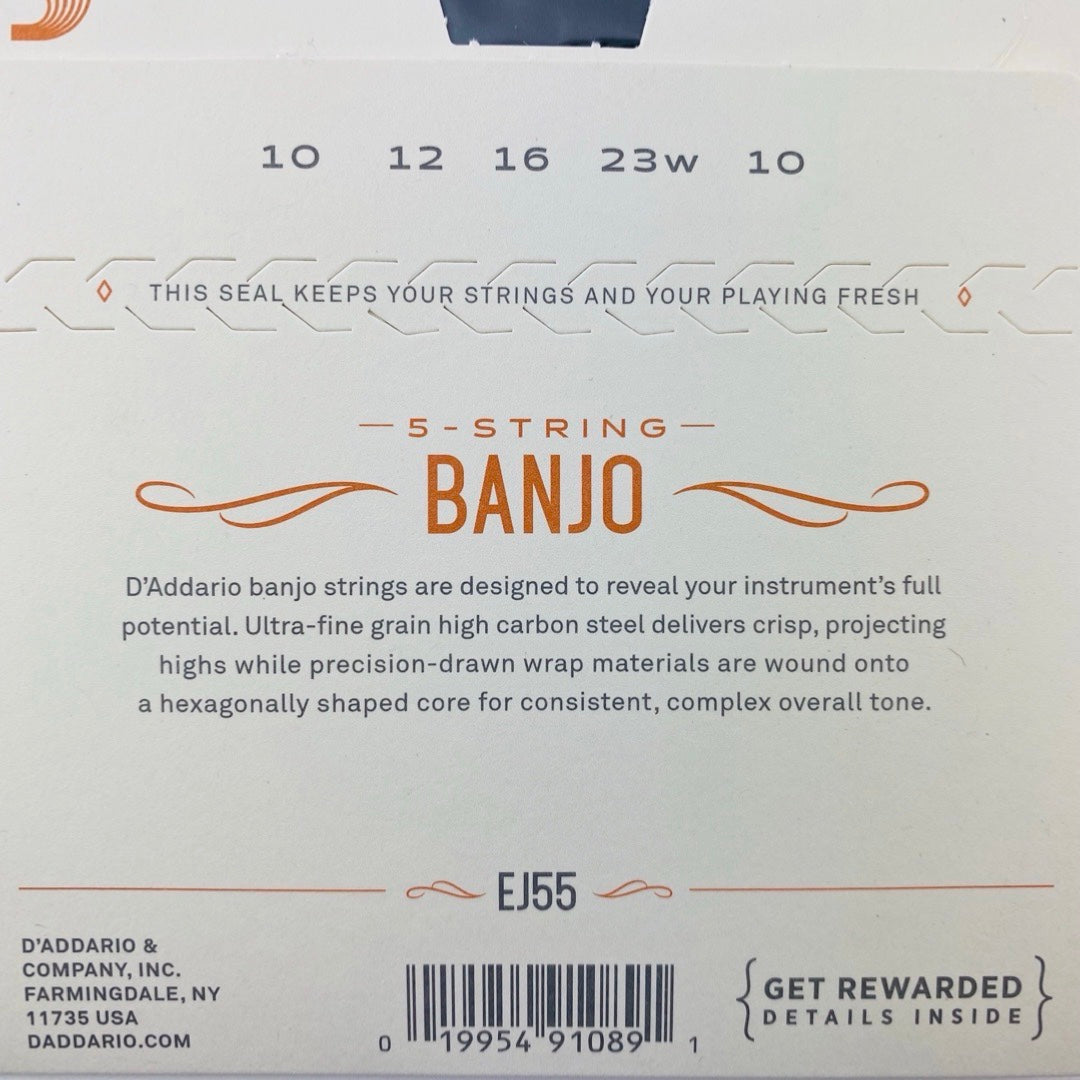 10 12 16 23w 10
THIS SEAL KEEPS YOUR STRINGS AND YOUR PLAYING FRESH
5-STRING
BANJO
D'Addario banjo strings are designed to reveal your instrument's full
potential. Ultra-fine grain high carbon steel delivers crisp, projecting
highs while precision-drawn wrap materials are wound onto
a hexagonally shaped core for consistent, complex overall tone.
EJ55
D'ADDARIO &
COMPANY, INC.
FARMINGDALE, NY
11735 USA
DADDARIO.COM
0 19954 91089 1
{GET REWARDED
DETAILS INSIDE}